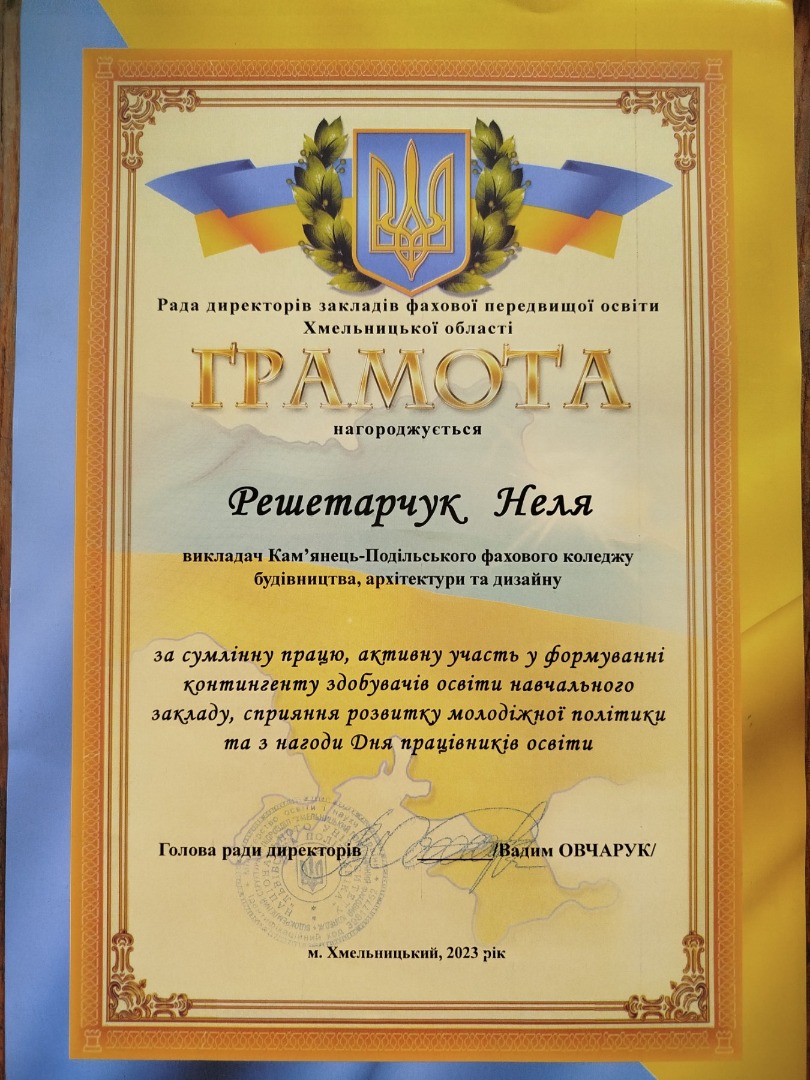 Рада директорів закладів фахової передвищої освіти
Хмельницької області
ГРАМОТА
нагороджується
Решетарчук Неля
викладач Кам’янець-Подільського фахового коледжу
будівництва, архітектури та дизайну
за сумлінну працю, активну участь у формуванні
контингенту здобувачів освіти навчального
закладу, сприяння розвитку молодіжної політики
та з нагоди Дня працівників освіти
Голова ради директорів /Вадим ОВЧАРУК/
м. Хмельницький, 2023 рік